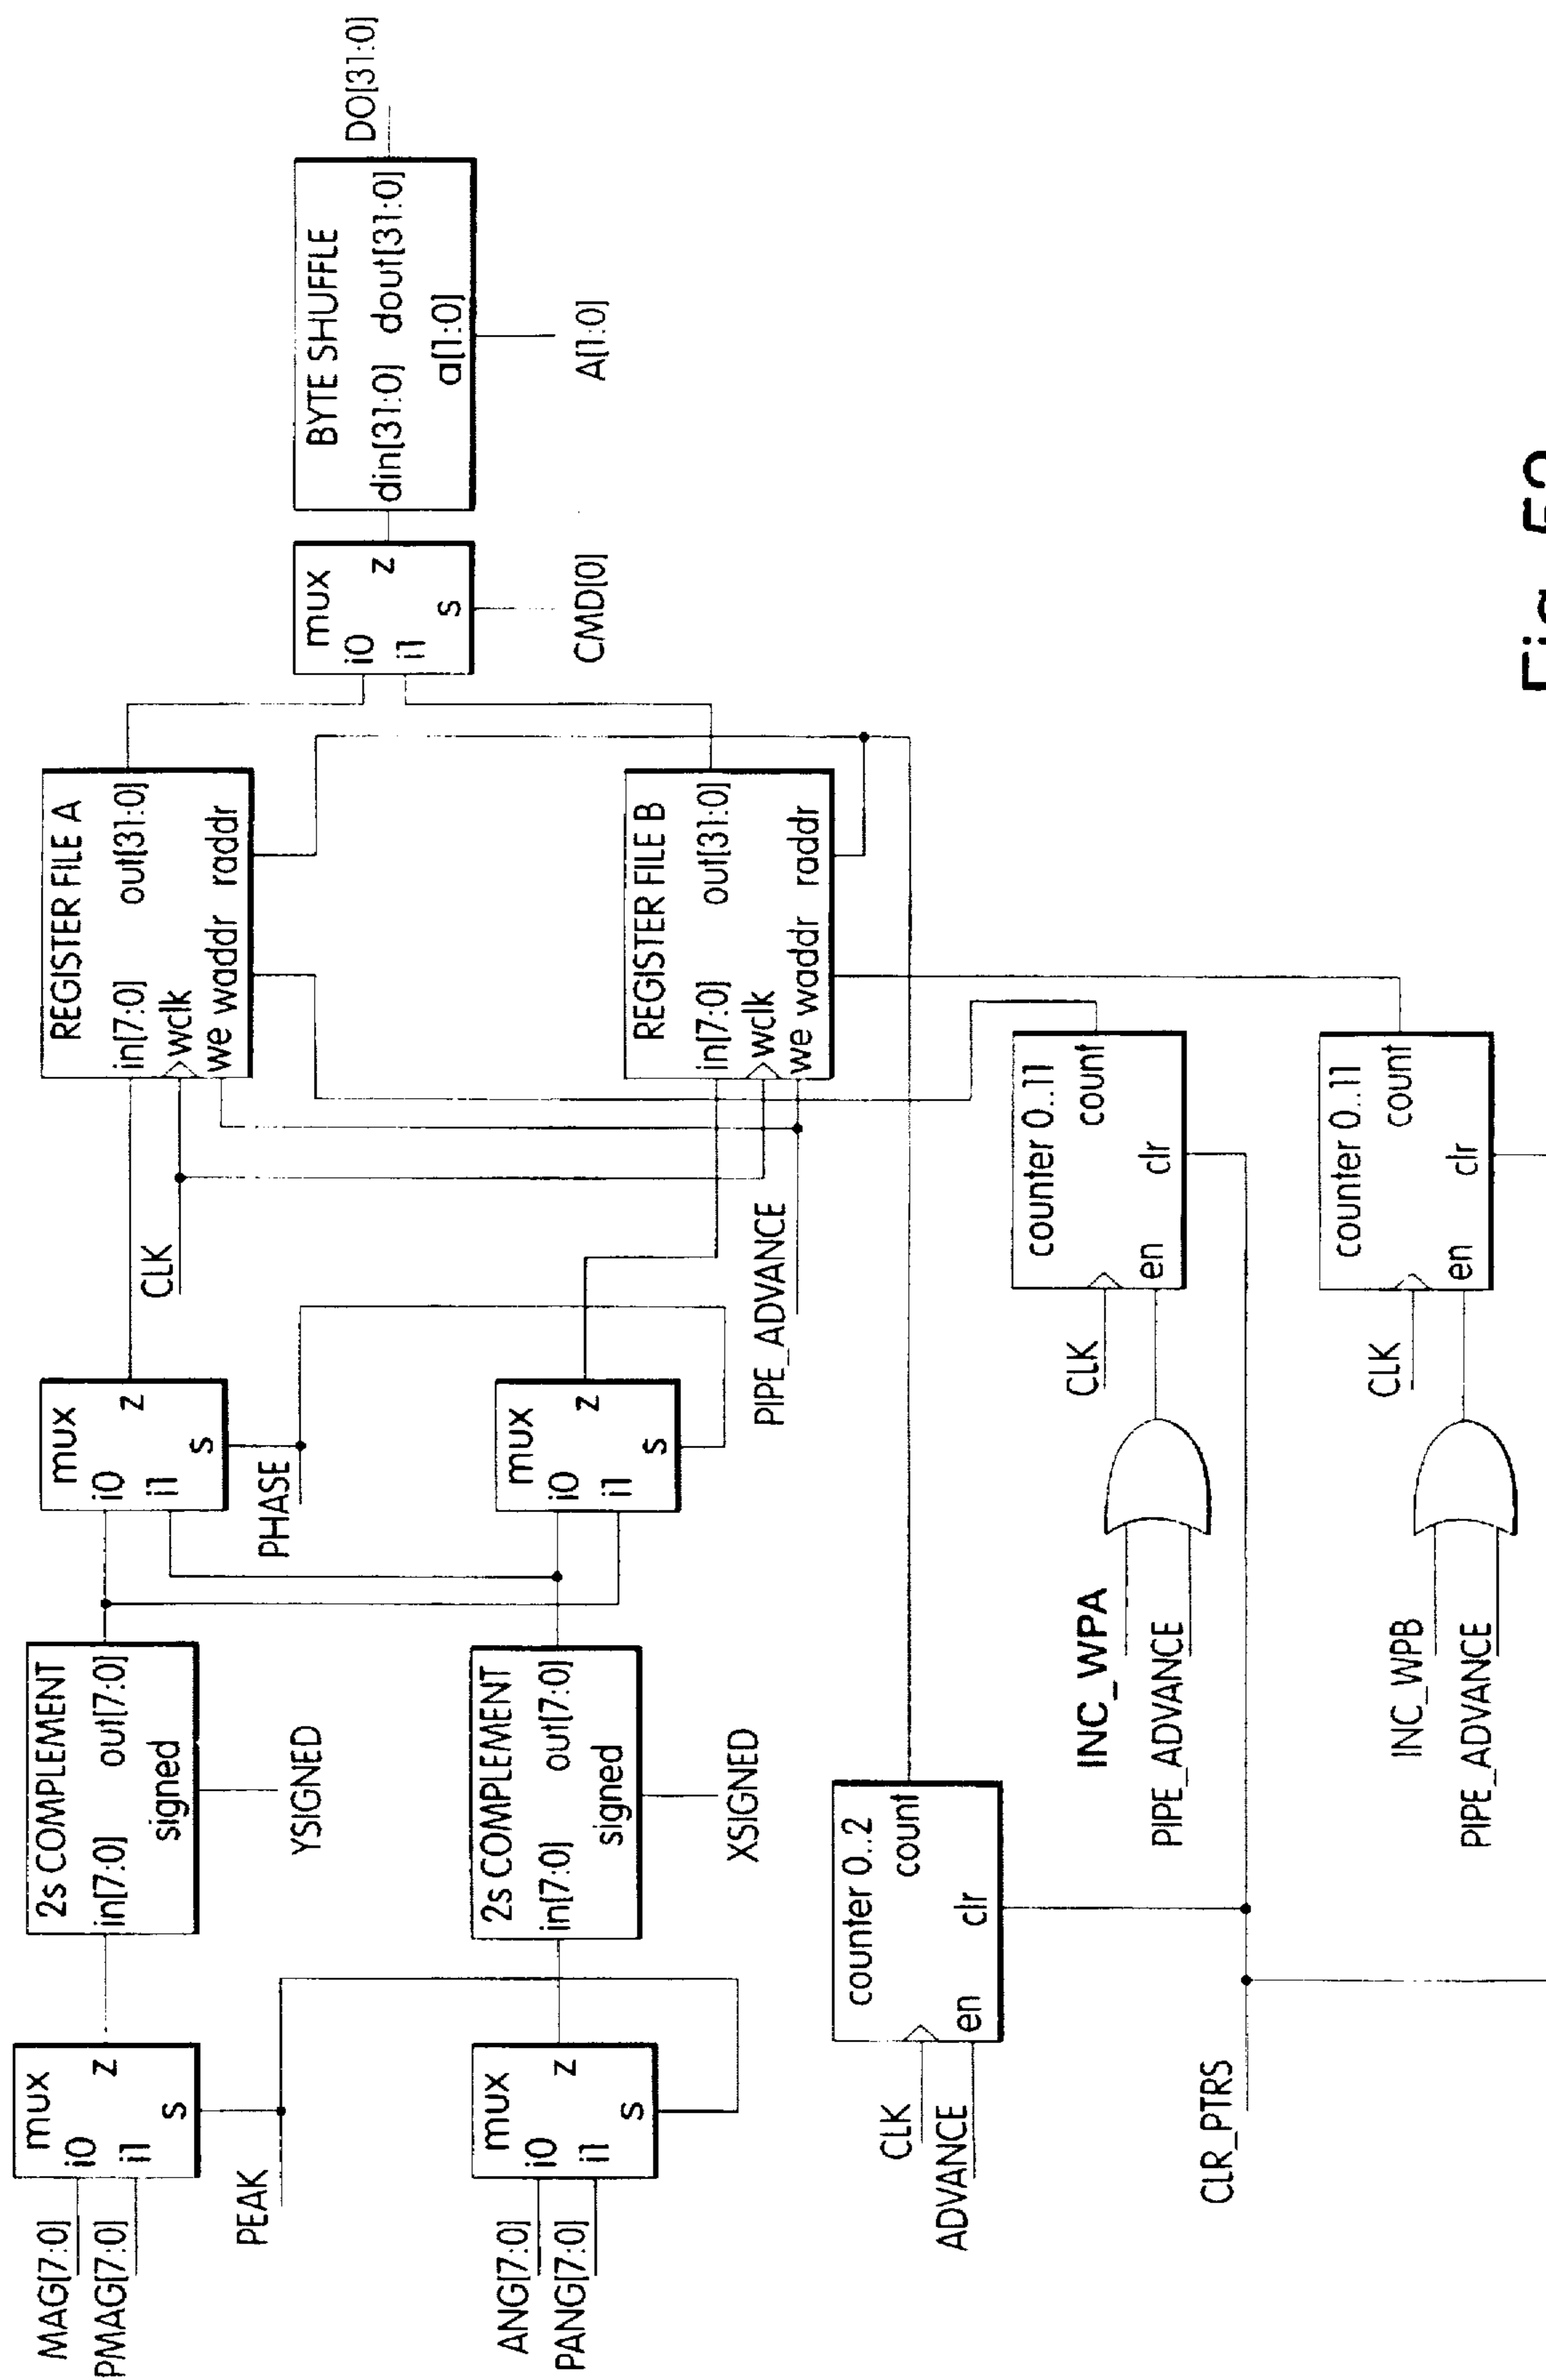 MAG[7:0]
PMAG[7:0]
mux
i0
i1
z
s
PEAK
ANG[7:0]
PANG[7:0]
mux
i0
i1
z
s
2s COMPLEMENT
in[7:0] out[7:0]
signed
YSIGNED
2s COMPLEMENT
in[7:0] out[7:0]
signed
XSIGNED
mux
i0
i1
z
s
PHASE
mux
i0
i1
z
s
CLK
PIPE_ADVANCE
REGISTER FILE A
in[7:0] out[31:0]
wclk
we waddr raddr
REGISTER FILE B
in[7:0] out[31:0]
wclk
we waddr raddr
mux
i0
i1
z
s
CMD[0]
BYTE SHUFFLE
din[31:0] dout[31:0]
a[1:0]
A[1:0]
DO[31:0]
counter 0..2
count
en
clr
CLK
ADVANCE
CLR_PTRS
INC_WPA
PIPE_ADVANCE
CLK
counter 0..11
count
en
clr
INC_WPB
PIPE_ADVANCE
CLK
counter 0..11
count
en
clr